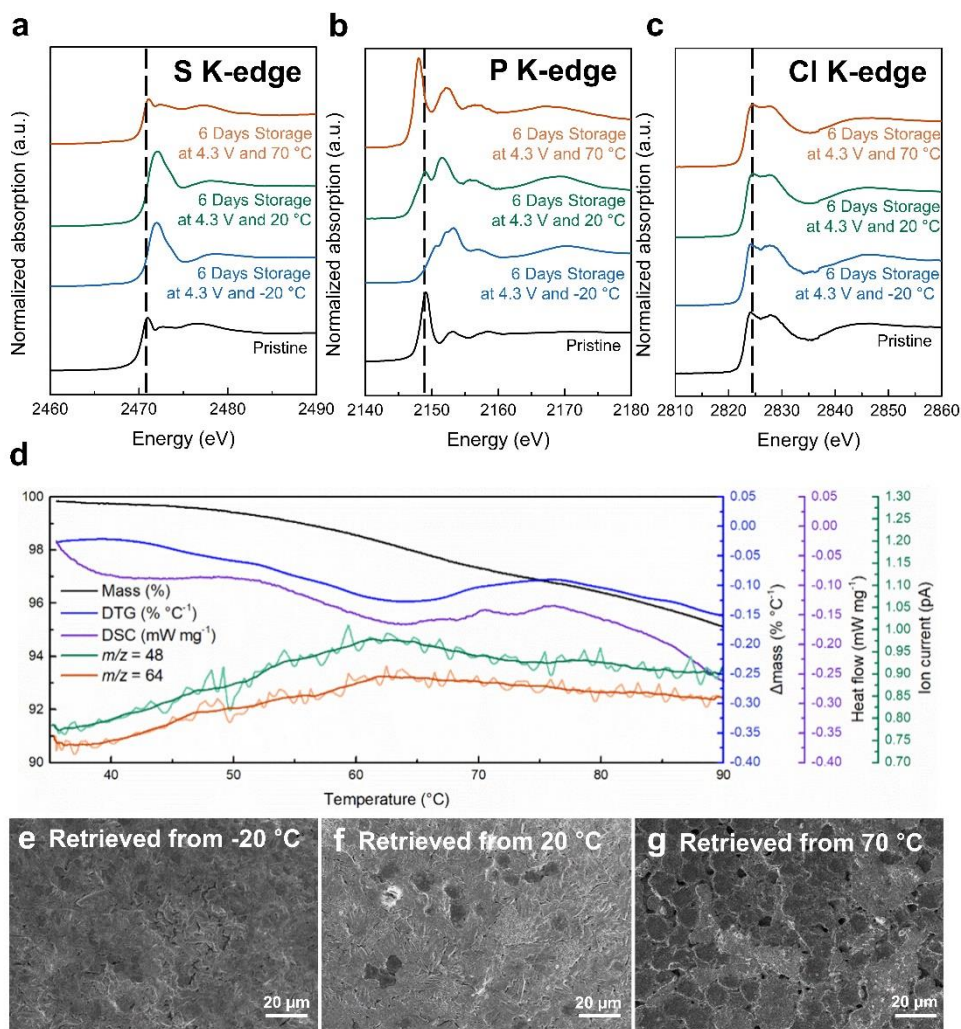 a
S K-edge
6 Days Storage
at 4.3 V and 70 °C
6 Days Storage
at 4.3 V and 20 °C
6 Days Storage
at 4.3 V and -20 °C
Pristine
Normalized absorption (a.u.)
2460 2470 2480 2490
Energy (eV)
b
P K-edge
6 Days Storage
at 4.3 V and 70 °C
6 Days Storage
at 4.3 V and 20 °C
6 Days Storage
at 4.3 V and -20 °C
Pristine
Normalized absorption (a.u.)
2140 2150 2160 2170 2180
Energy (eV)
c
Cl K-edge
6 Days Storage
at 4.3 V and 70 °C
6 Days Storage
at 4.3 V and 20 °C
6 Days Storage
at 4.3 V and -20 °C
Pristine
Normalized absorption (a.u.)
2810 2820 2830 2840 2850 2860
Energy (eV)
d
100
98
96
94
92
90
Mass (%)
DTG (% °C⁻¹)
DSC (mW mg⁻¹)
m/z = 48
m/z = 64
40 50 60 70 80 90
Temperature (°C)
0.05
0.00
-0.05
-0.10
-0.15
-0.20
-0.25
-0.30
-0.35
-0.40
Δmass (% °C⁻¹)
0.05
0.00
-0.05
-0.10
-0.15
-0.20
-0.25
-0.30
-0.35
-0.40
Heat flow (mW mg⁻¹)
1.30
1.25
1.20
1.15
1.10
1.05
1.00
0.95
0.90
0.85
0.80
0.75
0.70
Ion current (pA)
e Retrieved from -20 °C
20 µm
f Retrieved from 20 °C
20 µm
g Retrieved from 70 °C
20 µm